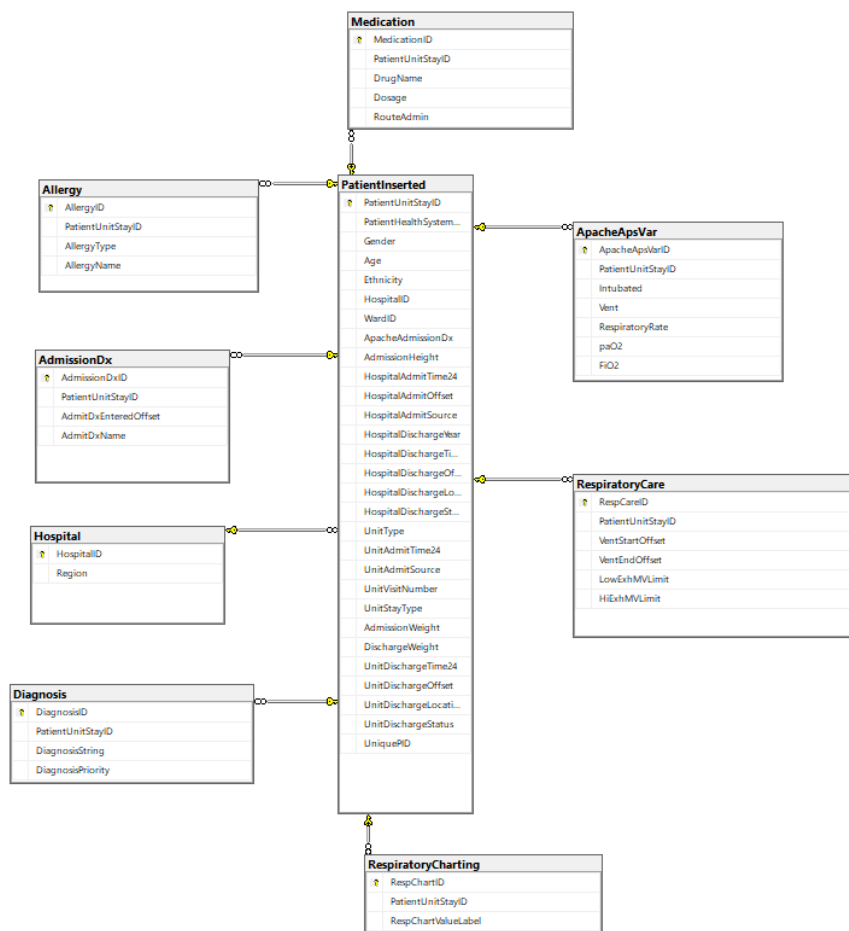 Medication
MedicationID
PatientUnitStayID
DrugName
Dosage
RouteAdmin
Allergy
AllergyID
PatientUnitStayID
AllergyType
AllergyName
PatientInserted
PatientUnitStayID
PatientHealthSystem...
Gender
Age
Ethnicity
HospitalID
WardID
ApacheAdmissionDx
AdmissionHeight
HospitalAdmitTime24
HospitalAdmitOffset
HospitalAdmitSource
HospitalDischargeYear
HospitalDischargeTi...
HospitalDischargeOf...
HospitalDischargeLo...
HospitalDischargeSt...
UnitType
UnitAdmitTime24
UnitAdmitSource
UnitVisitNumber
UnitStayType
AdmissionWeight
DischargeWeight
UnitDischargeTime24
UnitDischargeOffset
UnitDischargeLocati...
UnitDischargeStatus
UniquePID
ApacheApsVar
ApacheApsVarID
PatientUnitStayID
Intubated
Vent
RespiratoryRate
paO2
FiO2
AdmissionDx
AdmissionDxID
PatientUnitStayID
AdmitDxEnteredOffset
AdmitDxName
RespiratoryCare
RespCareID
PatientUnitStayID
VentStartOffset
VentEndOffset
LowExhMVLimit
HiExhMVLimit
Hospital
HospitalID
Region
Diagnosis
DiagnosisID
PatientUnitStayID
DiagnosisString
DiagnosisPriority
RespiratoryCharting
RespChartID
PatientUnitStayID
RespChartValueLabel